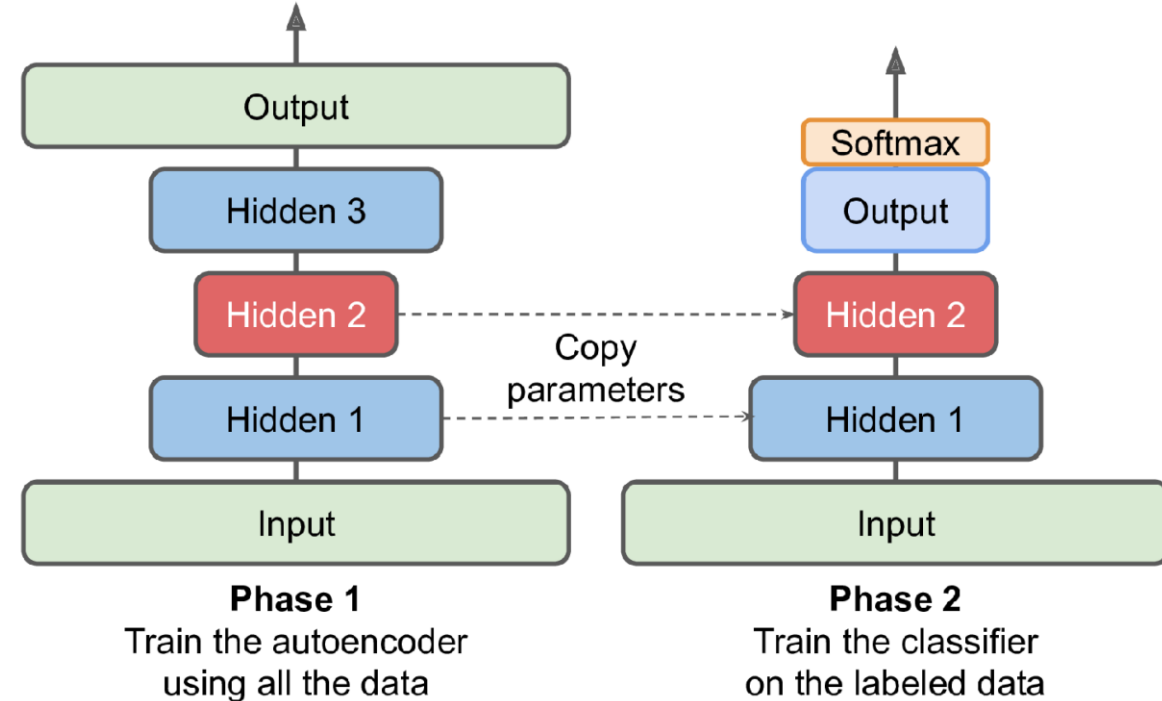 Output
Hidden 3
Hidden 2
Hidden 1
Input
Phase 1
Train the autoencoder
using all the data
Copy
parameters
Softmax
Output
Hidden 2
Hidden 1
Input
Phase 2
Train the classifier
on the labeled data